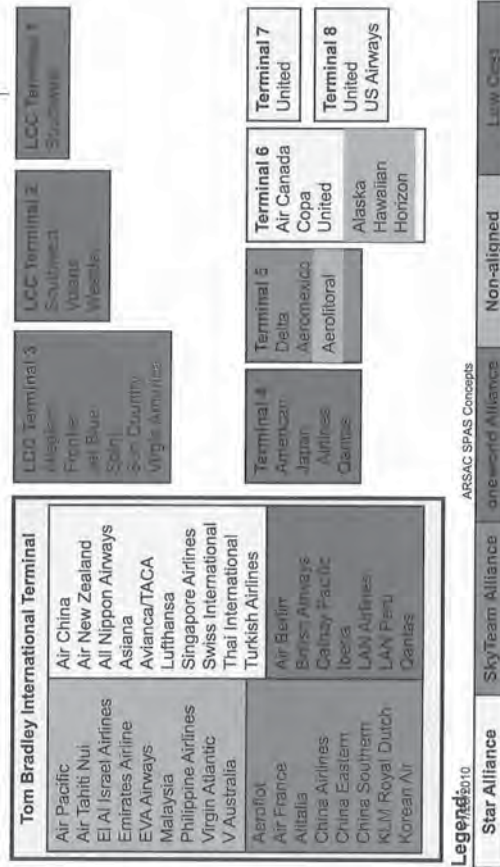 Tom Bradley International Terminal
Air Pacific
Air Tahiti Nui
El Al Israel Airlines
Emirates Airline
EVA Airways
Malaysia
Philippine Airlines
Virgin Atlantic
V Australia
Aeroflot
Air France
Alitalia
China Airlines
China Eastern
China Southern
KLM Royal Dutch
Korean Air
Air China
Air New Zealand
All Nippon Airways
Asiana
Avianca/TACA
Lufthansa
Singapore Airlines
Swiss International
Thai International
Turkish Airlines
Air Berlin
British Airways
Cathay Pacific
Iberia
LAN Airlines
LAN Peru
Qantas
LCC Terminal 3
Allegiant
Frontier
Jet Blue
Spirit
Sun Country
Virgin America
LCC Terminal 2
Southwest
Volaris
WestJet
LCC Terminal 1
Southwest
Terminal 4
American
Japan
Airlines
Qantas
Terminal 5
Delta
Aeromexico
Aerolitoral
Terminal 6
Air Canada
Copa
United
Alaska
Hawaiian
Horizon
Terminal 7
United
Terminal 8
United
US Airways
ARSAC SPAS Concepts
Legend:
2010
Star Alliance
SkyTeam Alliance
oneworld Alliance
Non-aligned
Low Cost